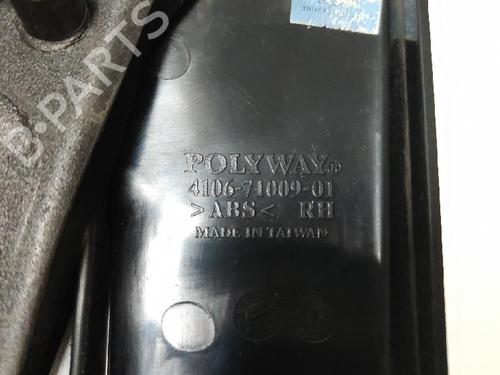 B·PARTS
POLYWAY®
4106-74009-01
>ABS< RH
MADE IN TAIWAN